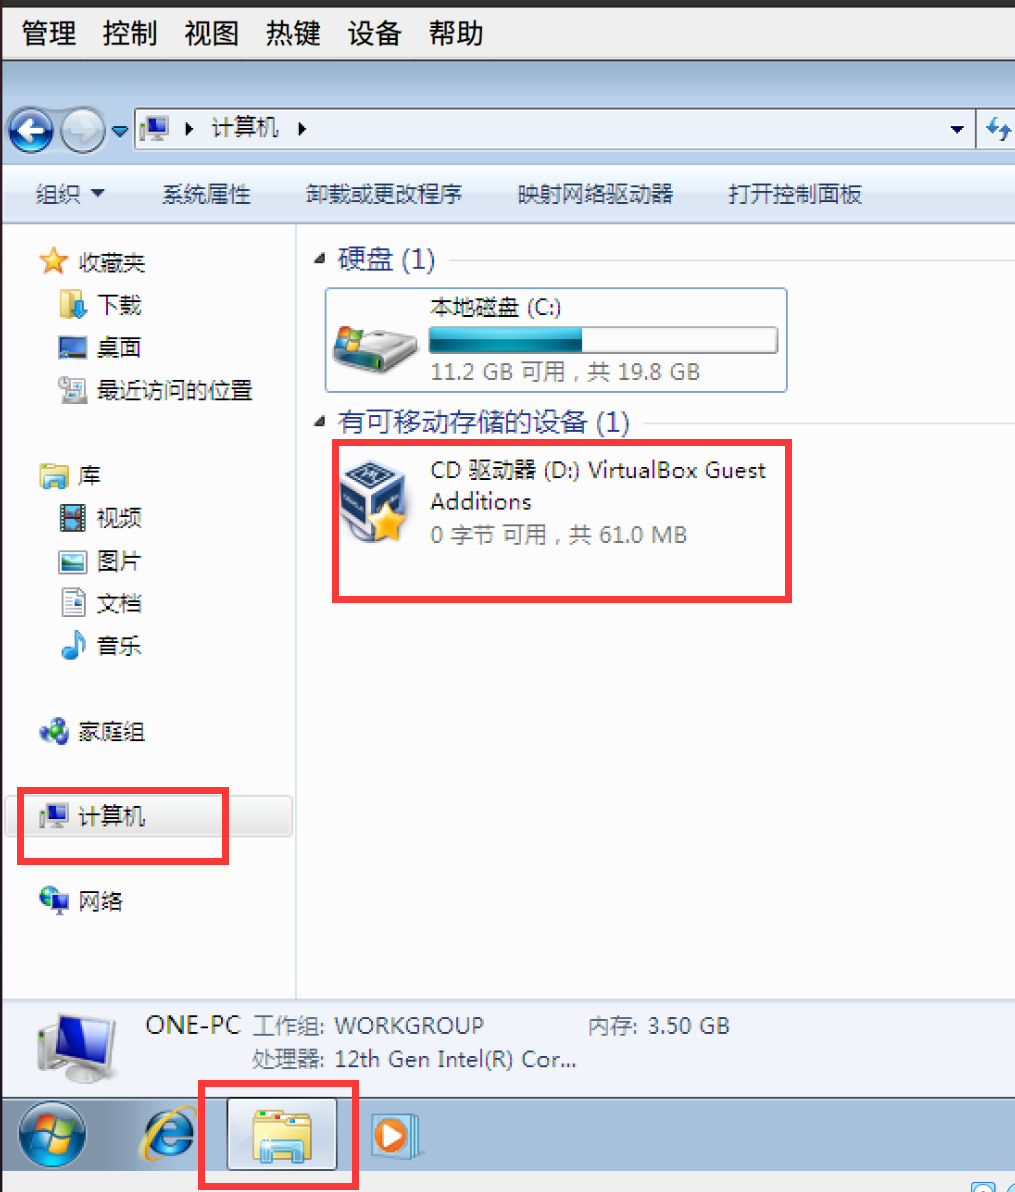 管理 控制 视图 热键 设备 帮助
计算机
组织 系统属性 卸载或更改程序 映射网络驱动器 打开控制面板
收藏夹
下载
桌面
最近访问的位置
库
视频
图片
文档
音乐
家庭组
计算机
网络
硬盘 (1)
本地磁盘 (C:)
11.2 GB 可用，共 19.8 GB
有可移动存储的设备 (1)
CD 驱动器 (D:) VirtualBox Guest
Additions
0 字节 可用，共 61.0 MB
ONE-PC 工作组: WORKGROUP 内存: 3.50 GB
处理器: 12th Gen Intel(R) Cor...